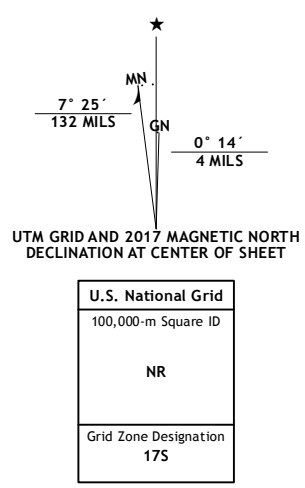 ★
MN
GN
7° 25´
132 MILS
0° 14´
4 MILS
UTM GRID AND 2017 MAGNETIC NORTH
DECLINATION AT CENTER OF SHEET
U.S. National Grid
100,000-m Square ID
NR
Grid Zone Designation
17S